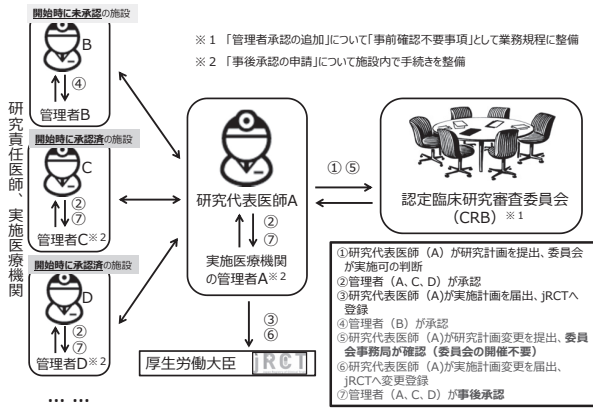 開始時に未承認の施設
B
④
管理者B
開始時に承認済の施設
C
②
⑦
管理者C※2
開始時に承認済の施設
D
②
⑦
管理者D※2
… …
研究責任医師、実施医療機関
※1 「管理者承認の追加」について「事前確認不要事項」として業務規程に整備
※2 「事後承認の申請」について施設内で手続きを整備
研究代表医師A
②
⑦
実施医療機関
の管理者A※2
③
⑥
厚生労働大臣
jRCT
① ⑤
認定臨床研究審査委員会
（CRB）※1
①研究代表医師（A）が研究計画を提出、委員会
が実施可の判断
②管理者（A、C、D）が承認
③研究代表医師（A)が実施計画を届出、jRCTへ
登録
④管理者（B）が承認
⑤研究代表医師（A)が研究計画変更を提出、委員
会事務局が確認（委員会の開催不要）
⑥研究代表医師（A)が実施計画変更を届出、
jRCTへ変更登録
⑦管理者（A、C、D）が事後承認